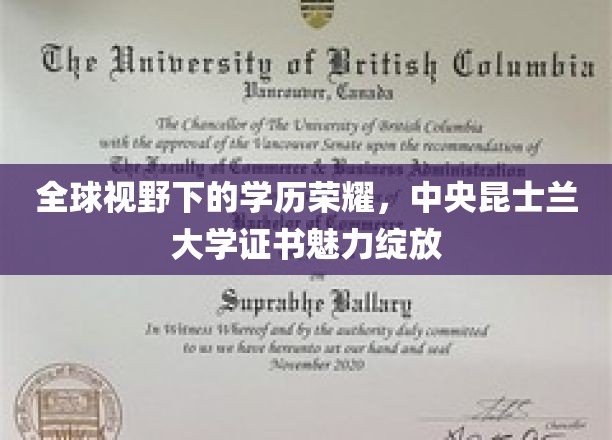 The University of British Columbia
Vancouver, Canada
The Chancellor of The University of British Columbia
with the approval of the Vancouver Senate upon the recommendation of
The Faculty of Commerce & Business Administration
全球视野下的学历荣耀，中央昆士兰
大学证书魅力绽放
Suprabhe Ballary
In Witness Whereof and by the authority duly committed
to us we have hereunto set our hand and seal
November 2020
Chancellor